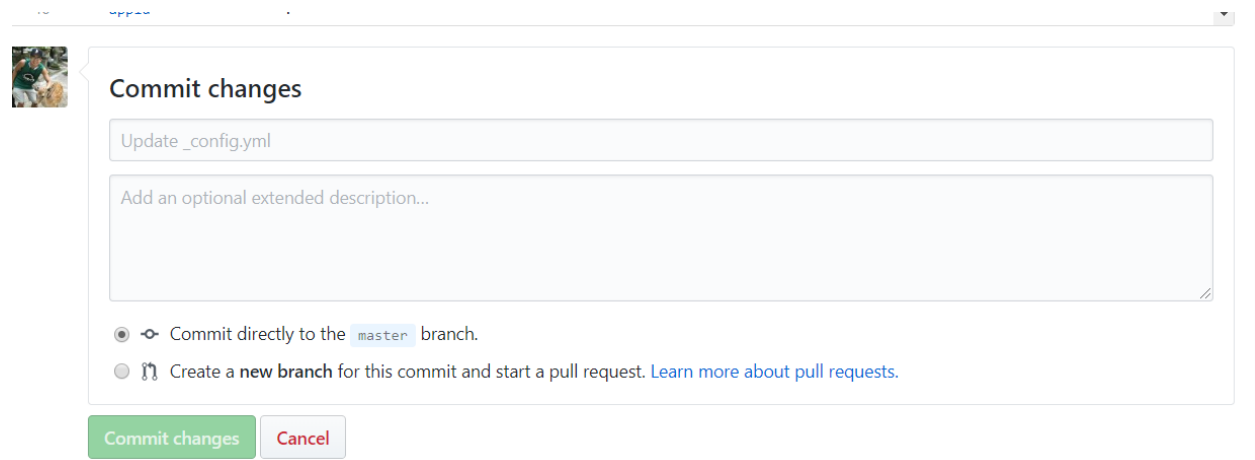 Commit changes
Update _config.yml
Add an optional extended description...
Commit directly to the master branch.
Create a new branch for this commit and start a pull request. Learn more about pull requests.
Commit changes Cancel